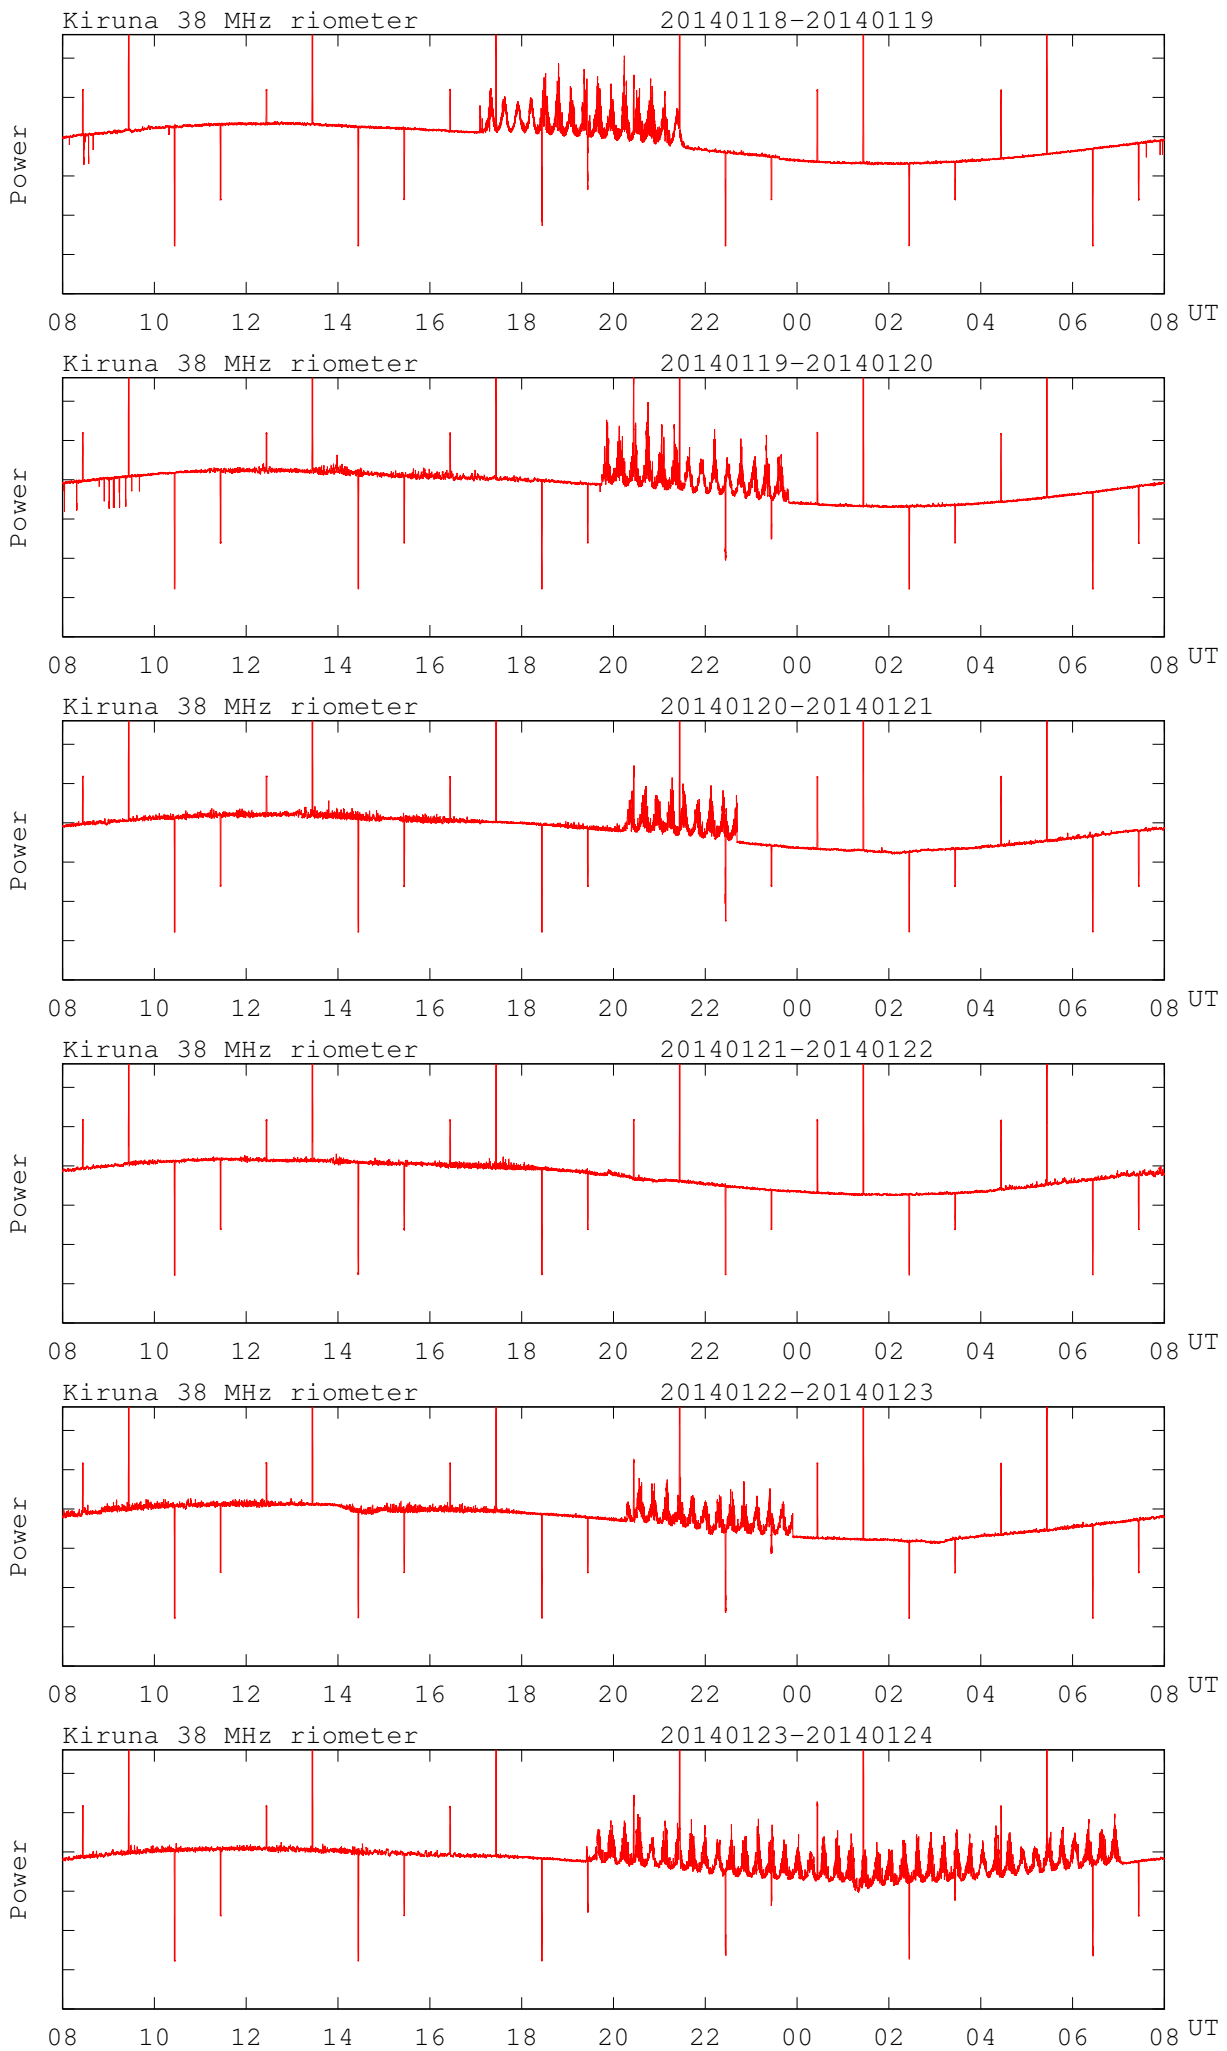 Kiruna 38 MHz riometer 20140118-20140119
Power
08 10 12 14 16 18 20 22 00 02 04 06 08 UT
Kiruna 38 MHz riometer 20140119-20140120
Power
08 10 12 14 16 18 20 22 00 02 04 06 08 UT
Kiruna 38 MHz riometer 20140120-20140121
Power
08 10 12 14 16 18 20 22 00 02 04 06 08 UT
Kiruna 38 MHz riometer 20140121-20140122
Power
08 10 12 14 16 18 20 22 00 02 04 06 08 UT
Kiruna 38 MHz riometer 20140122-20140123
Power
08 10 12 14 16 18 20 22 00 02 04 06 08 UT
Kiruna 38 MHz riometer 20140123-20140124
Power
08 10 12 14 16 18 20 22 00 02 04 06 08 UT